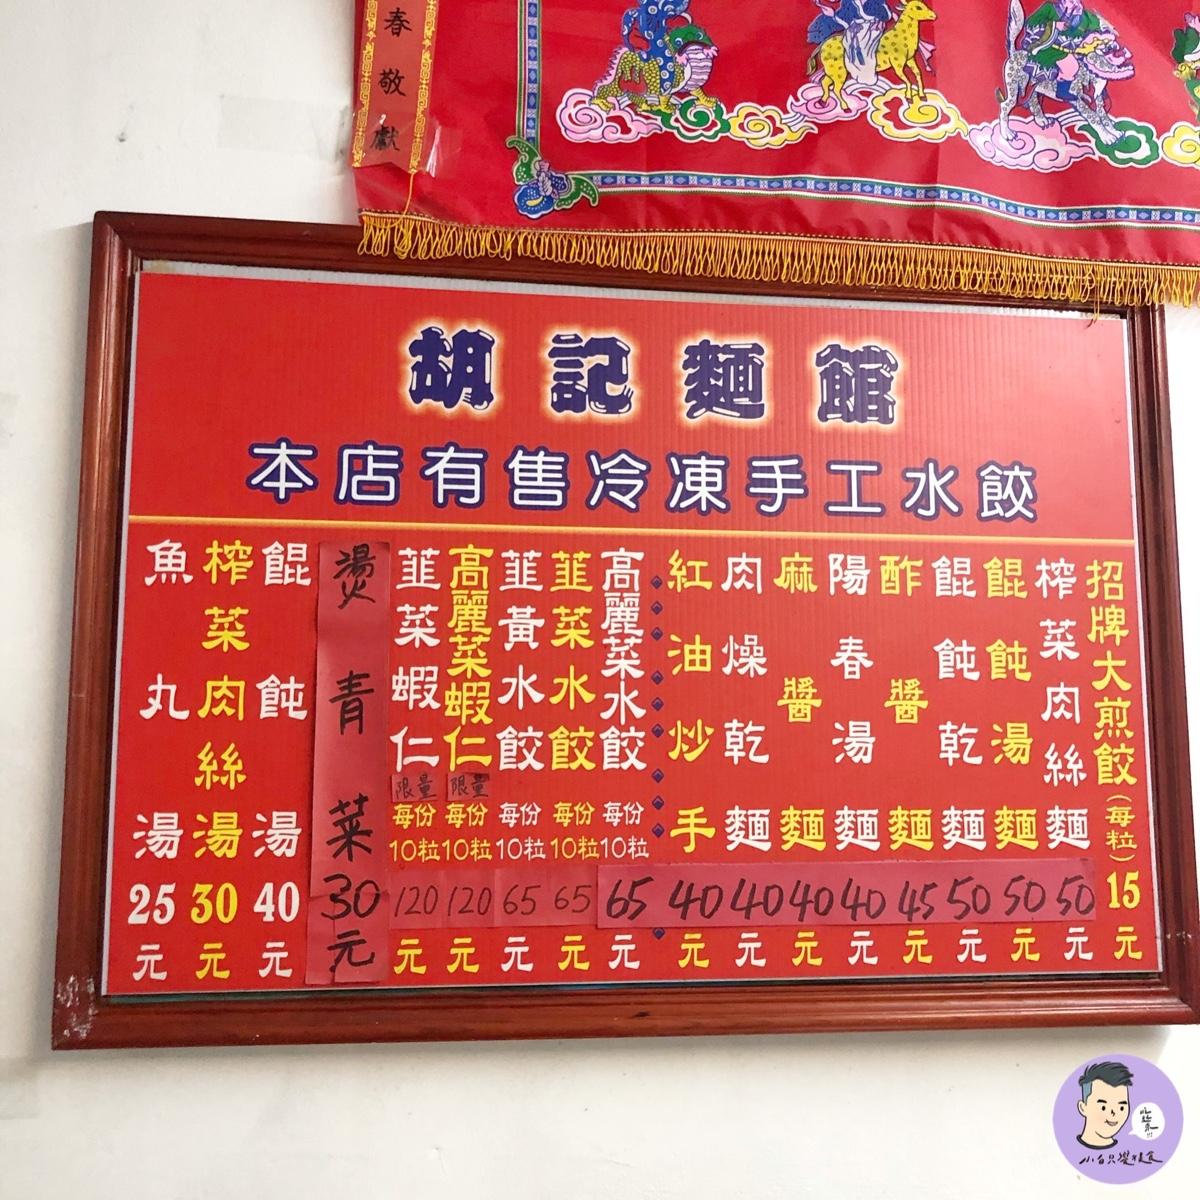 春敬獻
胡記麵館
本店有售冷凍手工水餃
招牌大煎餃(每粒)15元
榨菜肉絲麵50元
餛飩湯麵50元
餛飩乾麵50元
酢醬麵45元
陽春湯麵40元
麻醬麵40元
肉燥乾麵40元
紅油炒手40元
高麗菜水餃每份10粒65元
韮菜水餃每份10粒65元
韮黃水餃每份10粒65元
高麗菜蝦仁限量每份10粒120元
韮菜蝦仁限量每份10粒120元
燙青菜30元
餛飩湯40元
榨菜肉絲湯30元
魚丸湯25元